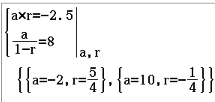 a×r=-2.5
a/(1-r)=8
a,r
{{a=-2,r=5/4},{a=10,r=-1/4}}